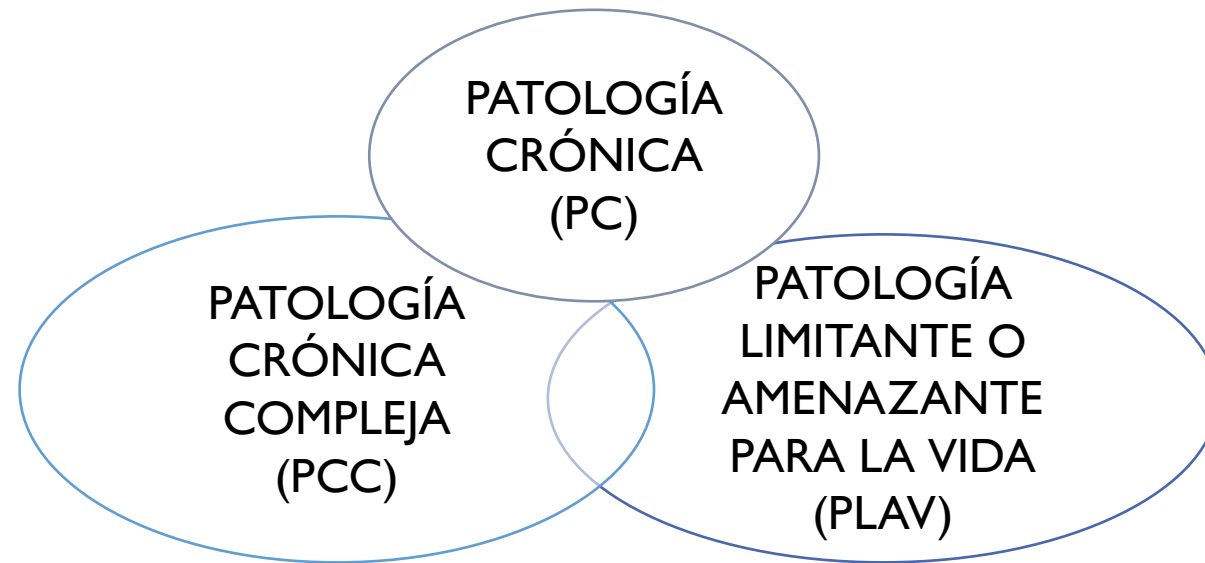 PATOLOGÍA
CRÓNICA
(PC)
PATOLOGÍA
CRÓNICA
COMPLEJA
(PCC)
PATOLOGÍA
LIMITANTE O
AMENAZANTE
PARA LA VIDA
(PLAV)